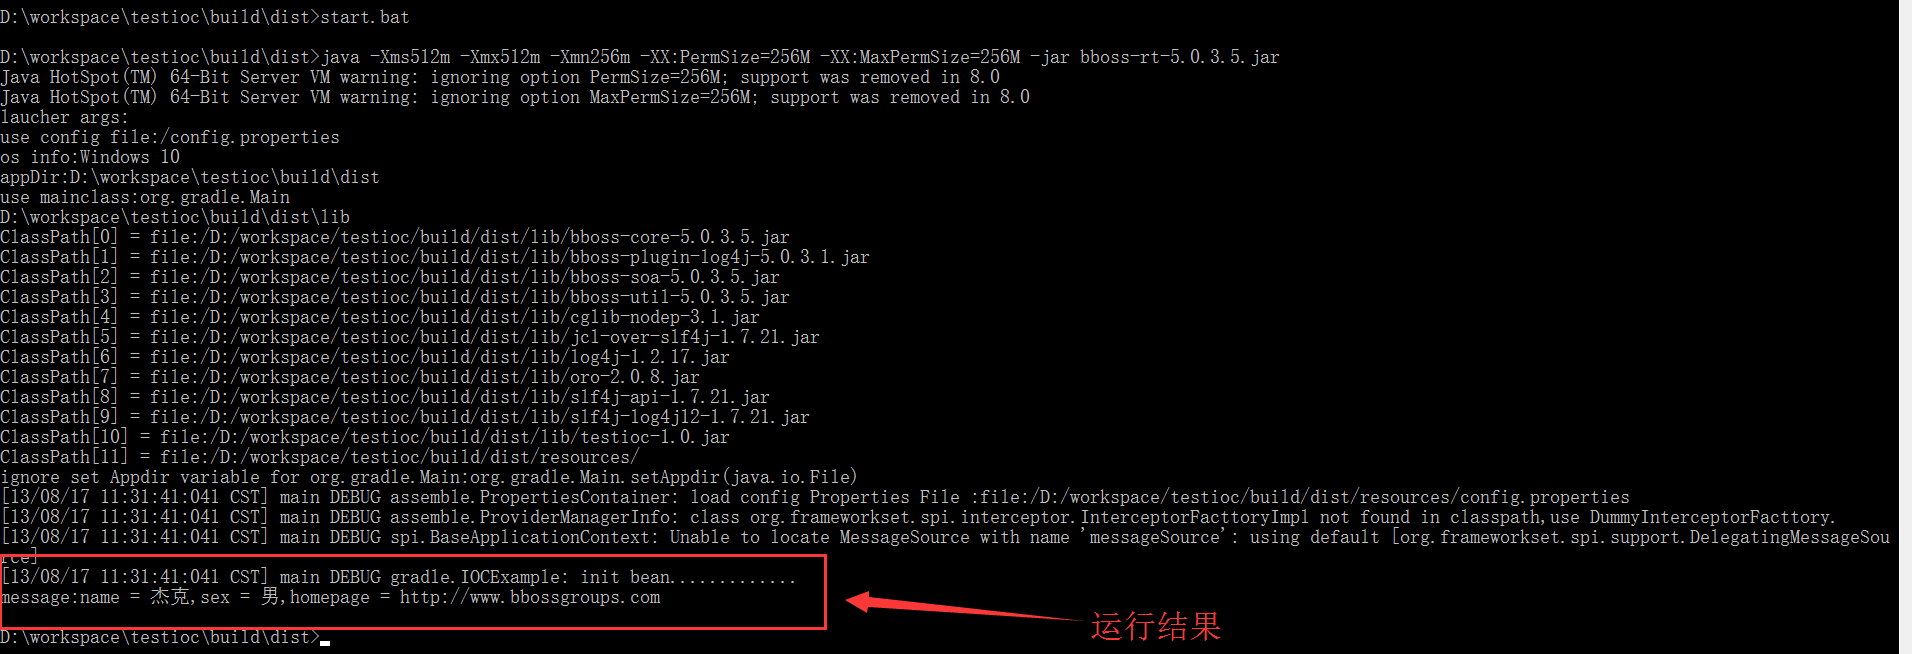 D:\workspace\testioc\build\dist>start.bat
D:\workspace\testioc\build\dist>java -Xms512m -Xmx512m -Xmn256m -XX:PermSize=256M -XX:MaxPermSize=256M -jar bboss-rt-5.0.3.5.jar
Java HotSpot(TM) 64-Bit Server VM warning: ignoring option PermSize=256M; support was removed in 8.0
Java HotSpot(TM) 64-Bit Server VM warning: ignoring option MaxPermSize=256M; support was removed in 8.0
laucher args:
use config file:/config.properties
os info:Windows 10
appDir:D:\workspace\testioc\build\dist
use mainclass:org.gradle.Main
D:\workspace\testioc\build\dist\lib
ClassPath[0] = file:/D:/workspace/testioc/build/dist/lib/bboss-core-5.0.3.5.jar
ClassPath[1] = file:/D:/workspace/testioc/build/dist/lib/bboss-plugin-log4j-5.0.3.1.jar
ClassPath[2] = file:/D:/workspace/testioc/build/dist/lib/bboss-soa-5.0.3.5.jar
ClassPath[3] = file:/D:/workspace/testioc/build/dist/lib/bboss-util-5.0.3.5.jar
ClassPath[4] = file:/D:/workspace/testioc/build/dist/lib/cglib-nodep-3.1.jar
ClassPath[5] = file:/D:/workspace/testioc/build/dist/lib/jcl-over-slf4j-1.7.21.jar
ClassPath[6] = file:/D:/workspace/testioc/build/dist/lib/log4j-1.2.17.jar
ClassPath[7] = file:/D:/workspace/testioc/build/dist/lib/oro-2.0.8.jar
ClassPath[8] = file:/D:/workspace/testioc/build/dist/lib/slf4j-api-1.7.21.jar
ClassPath[9] = file:/D:/workspace/testioc/build/dist/lib/slf4j-log4j12-1.7.21.jar
ClassPath[10] = file:/D:/workspace/testioc/build/dist/lib/testioc-1.0.jar
ClassPath[11] = file:/D:/workspace/testioc/build/dist/resources/
ignore set Appdir variable for org.gradle.Main:org.gradle.Main.setAppdir(java.io.File)
[13/08/17 11:31:41:041 CST] main DEBUG assemble.PropertiesContainer: load config Properties File :file:/D:/workspace/testioc/build/dist/resources/config.properties
[13/08/17 11:31:41:041 CST] main DEBUG assemble.ProviderManagerInfo: class org.frameworkset.spi.interceptor.InterceptorFacttoryImpl not found in classpath,use DummyInterceptorFacttory.
[13/08/17 11:31:41:041 CST] main DEBUG spi.BaseApplicationContext: Unable to locate MessageSource with name 'messageSource': using default [org.frameworkset.spi.support.DelegatingMessageSou
rce]
[13/08/17 11:31:41:041 CST] main DEBUG gradle.IOCExample: init bean.............
message:name = 杰克,sex = 男,homepage = http://www.bbossgroups.com
运行结果
D:\workspace\testioc\build\dist>